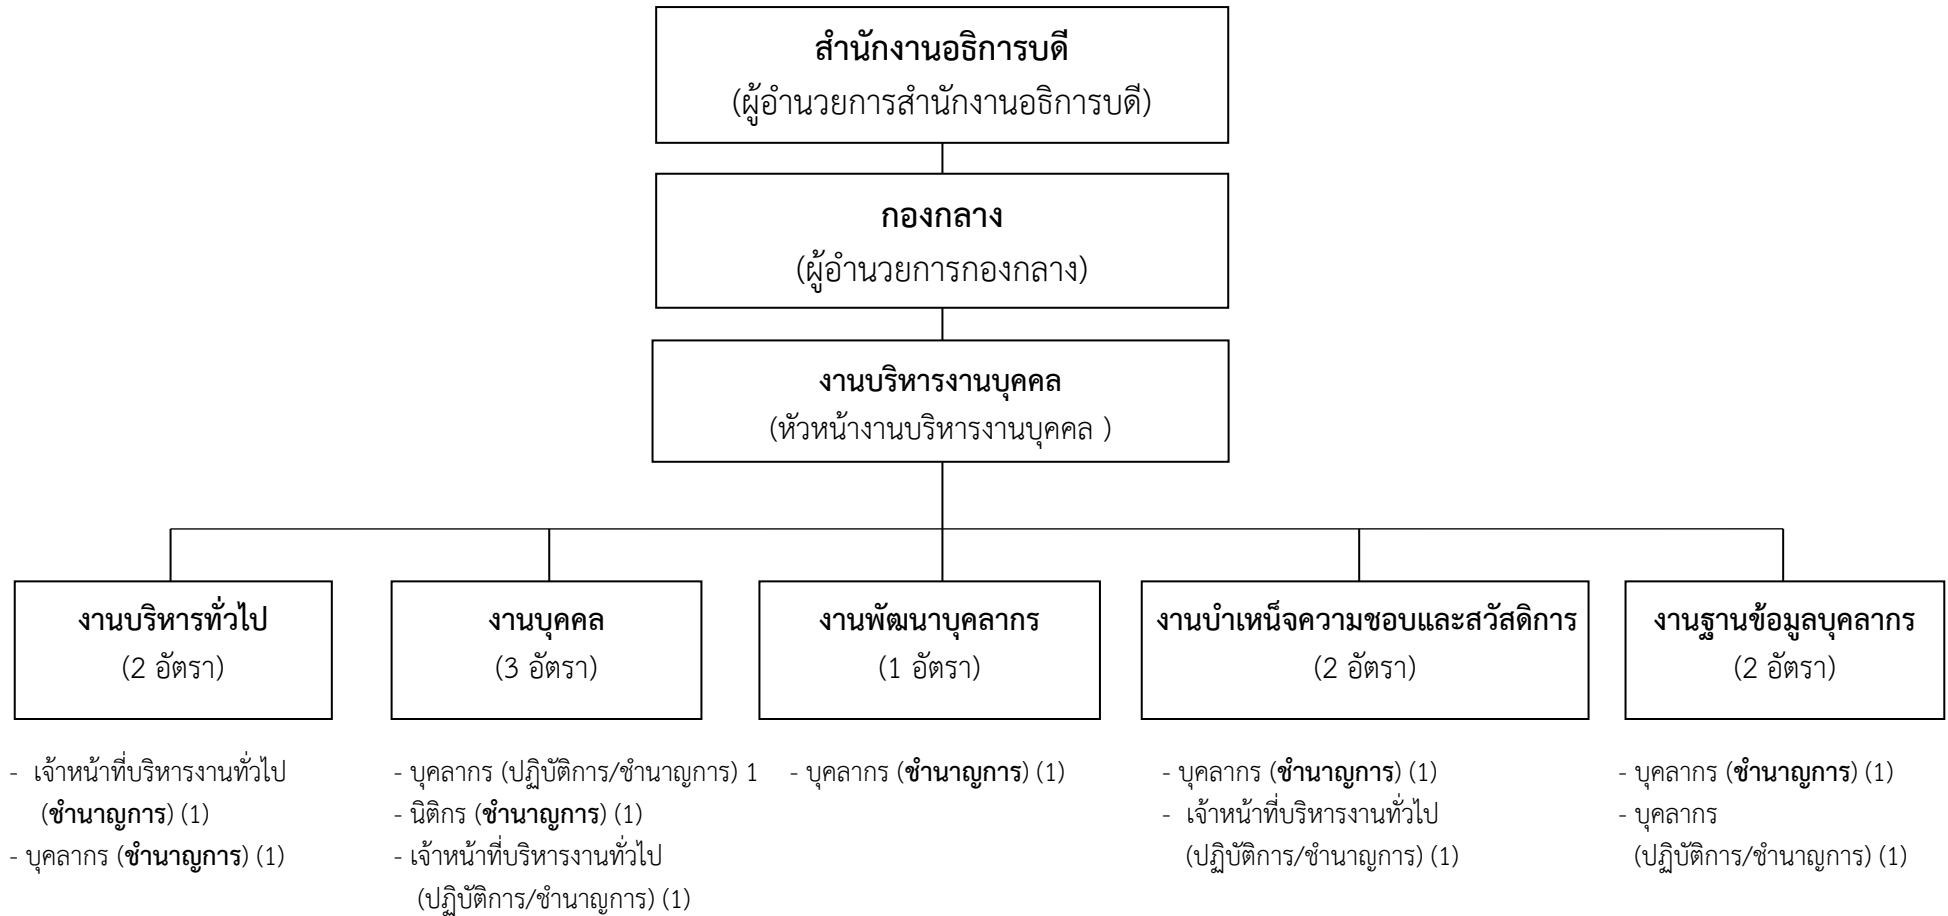 สำนักงานอธิการบดี
(ผู้อำนวยการสำนักงานอธิการบดี)
กองกลาง
(ผู้อำนวยการกองกลาง)
งานบริหารงานบุคคล
(หัวหน้างานบริหารงานบุคคล )
งานบริหารทั่วไป
(2 อัตรา)
งานบุคคล
(3 อัตรา)
งานพัฒนาบุคลากร
(1 อัตรา)
งานบำเหน็จความชอบและสวัสดิการ
(2 อัตรา)
งานฐานข้อมูลบุคลากร
(2 อัตรา)
- เจ้าหน้าที่บริหารงานทั่วไป
(ชำนาญการ) (1)
- บุคลากร (ชำนาญการ) (1)
- บุคลากร (ปฏิบัติการ/ชำนาญการ) 1
- นิติกร (ชำนาญการ) (1)
- เจ้าหน้าที่บริหารงานทั่วไป
(ปฏิบัติการ/ชำนาญการ) (1)
- บุคลากร (ชำนาญการ) (1)
- บุคลากร (ชำนาญการ) (1)
- เจ้าหน้าที่บริหารงานทั่วไป
(ปฏิบัติการ/ชำนาญการ) (1)
- บุคลากร (ชำนาญการ) (1)
- บุคลากร
(ปฏิบัติการ/ชำนาญการ) (1)